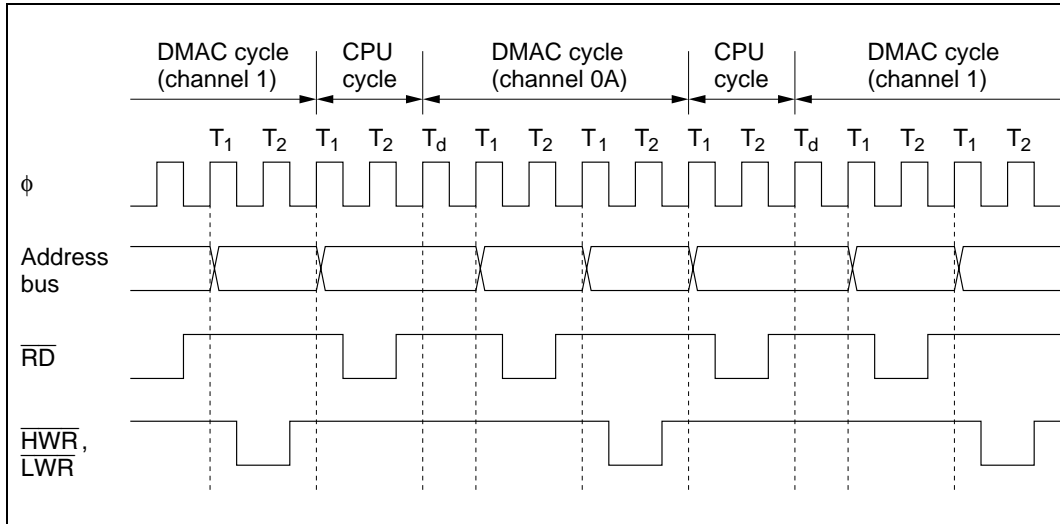 DMAC cycle (channel 1)
CPU cycle
DMAC cycle (channel 0A)
CPU cycle
DMAC cycle (channel 1)
T1 T2 T1 T2 Td T1 T2 T1 T2 T1 T2 Td T1 T2 T1 T2
φ
Address bus
RD
HWR,
LWR